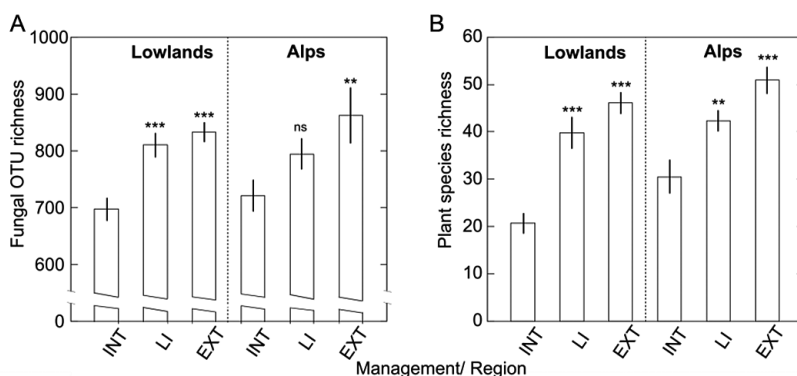 A
Fungal OTU richness
1000
900
800
700
600
0
Lowlands
Alps
***
***
ns
**
INT
LI
EXT
INT
LI
EXT
B
Plant species richness
60
50
40
30
20
10
0
Lowlands
Alps
***
***
**
***
INT
LI
EXT
INT
LI
EXT
Management/ Region